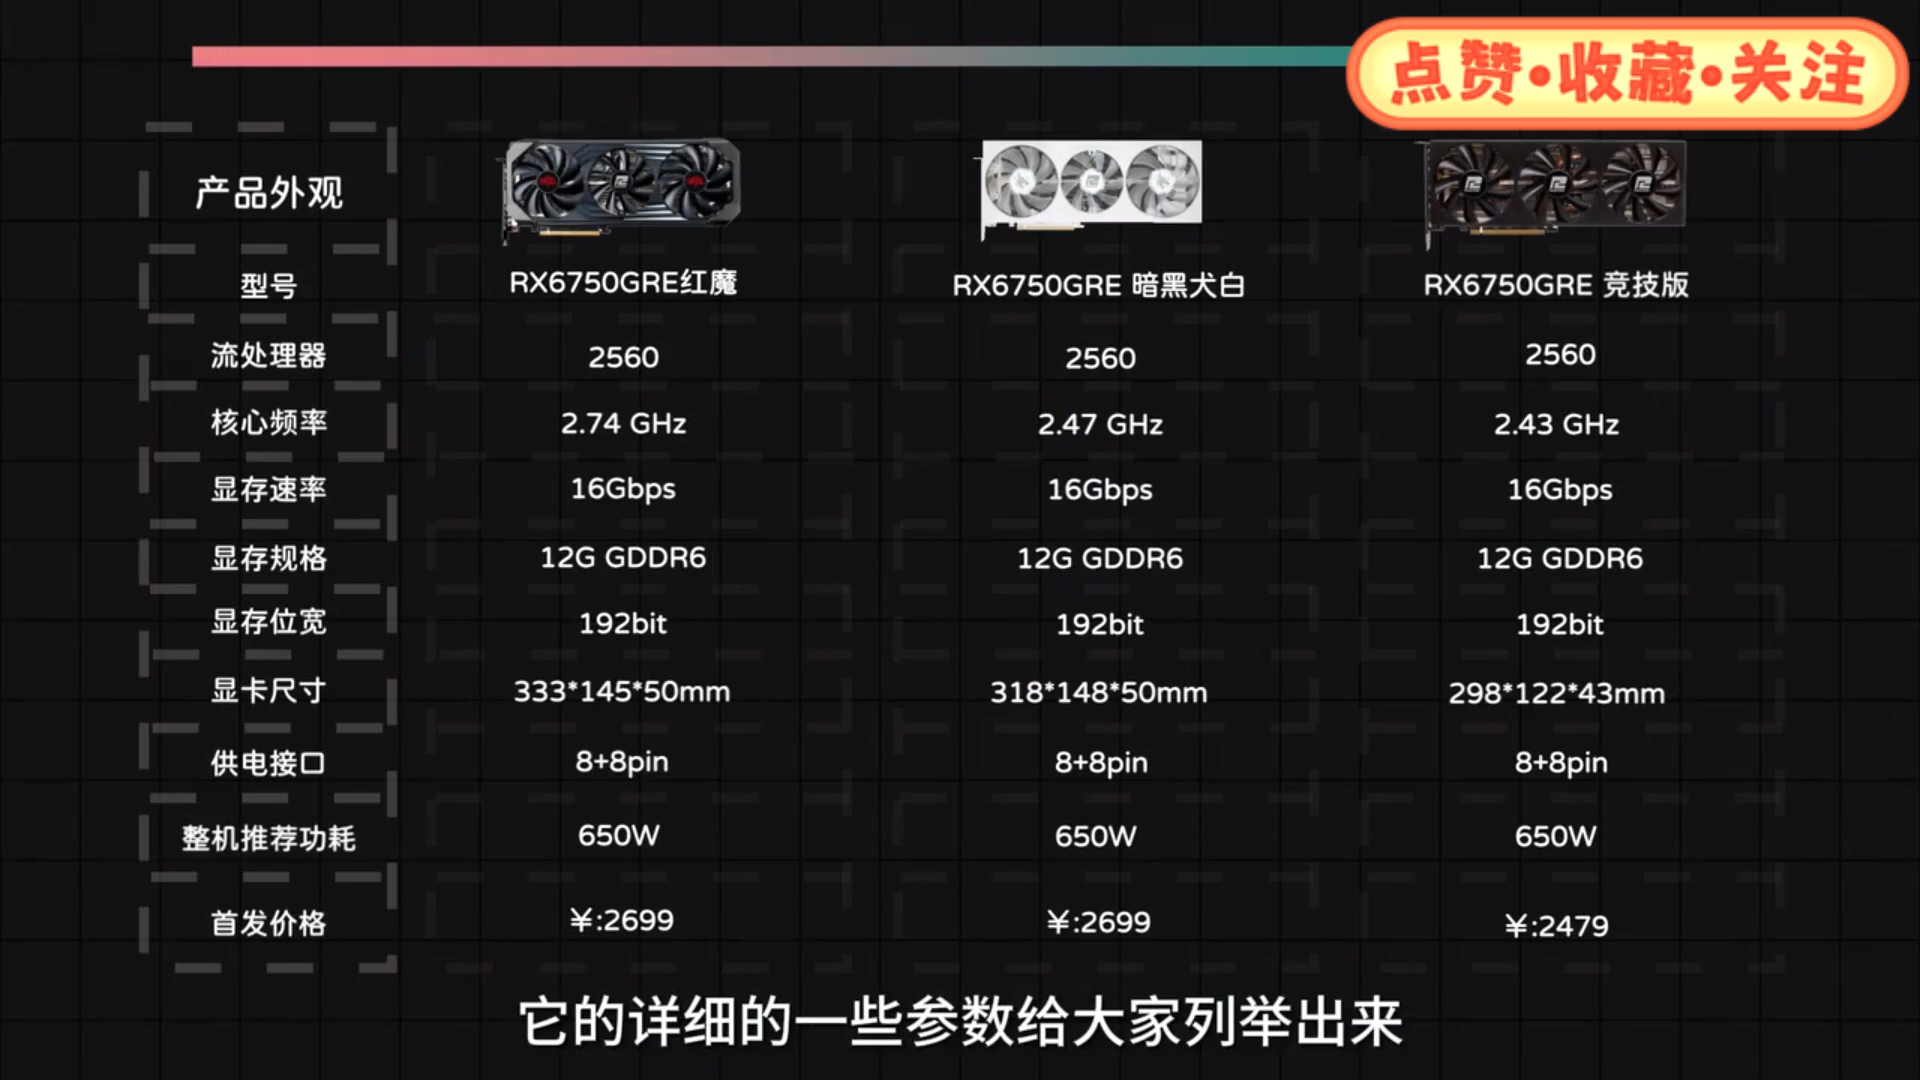 点赞·收藏·关注
产品外观
型号 RX6750GRE红魔 RX6750GRE 暗黑犬白 RX6750GRE 竞技版
流处理器 2560 2560 2560
核心频率 2.74 GHz 2.47 GHz 2.43 GHz
显存速率 16Gbps 16Gbps 16Gbps
显存规格 12G GDDR6 12G GDDR6 12G GDDR6
显存位宽 192bit 192bit 192bit
显卡尺寸 333*145*50mm 318*148*50mm 298*122*43mm
供电接口 8+8pin 8+8pin 8+8pin
整机推荐功耗 650W 650W 650W
首发价格 ¥:2699 ¥:2699 ¥:2479
它的详细的一些参数给大家列举出来